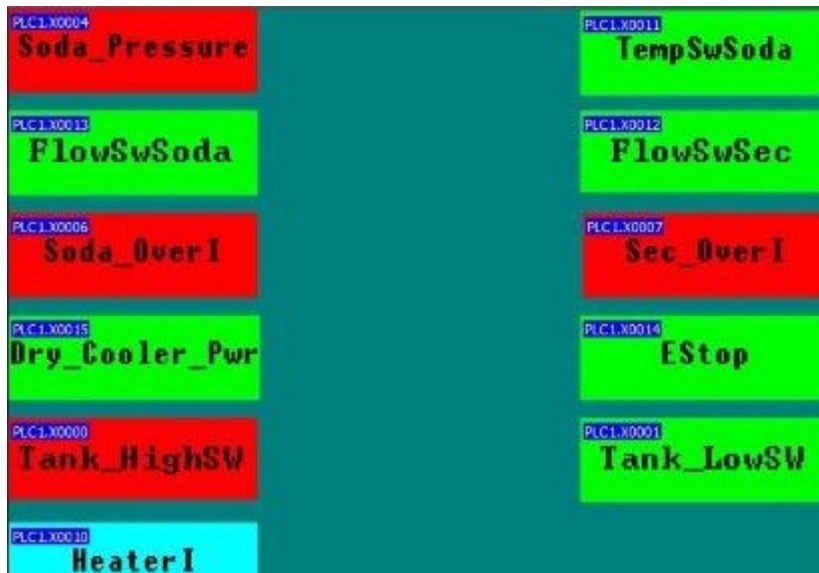 PLC1.X0004
Soda_Pressure
PLC1.X0011
TempSwSoda
PLC1.X0013
FlowSwSoda
PLC1.X0012
FlowSwSec
PLC1.X0006
Soda_OverI
PLC1.X0007
Sec_OverI
PLC1.X0015
Dry_Cooler_Pwr
PLC1.X0014
EStop
PLC1.X0000
Tank_HighSW
PLC1.X0001
Tank_LowSW
PLC1.X0010
HeaterI